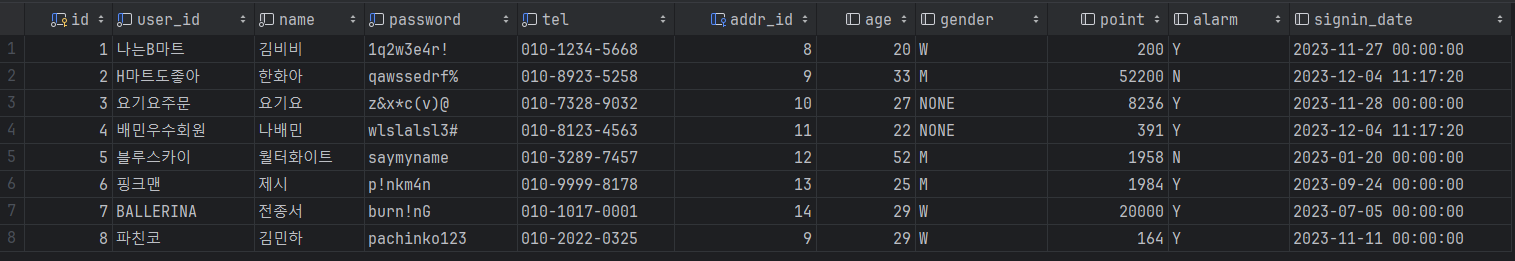 id user_id name password tel addr_id age gender point alarm signin_date
1 1 나는B마트 김비비 1q2w3e4r! 010-1234-5668 8 20 W 200 Y 2023-11-27 00:00:00
2 2 H마트도좋아 한화아 qawssedrf% 010-8923-5258 9 33 M 52200 N 2023-12-04 11:17:20
3 3 요기요주문 요기요 z&x*c(v)@ 010-7328-9032 10 27 NONE 8236 Y 2023-11-28 00:00:00
4 4 배민우수회원 나배민 wlslalsl3# 010-8123-4563 11 22 NONE 391 Y 2023-12-04 11:17:20
5 5 블루스카이 월터화이트 saymyname 010-3289-7457 12 52 M 1958 N 2023-01-20 00:00:00
6 6 핑크맨 제시 p!nkm4n 010-9999-8178 13 25 M 1984 Y 2023-09-24 00:00:00
7 7 BALLERINA 전종서 burn!nG 010-1017-0001 14 29 W 20000 Y 2023-07-05 00:00:00
8 8 파친코 김민하 pachinko123 010-2022-0325 9 29 W 164 Y 2023-11-11 00:00:00